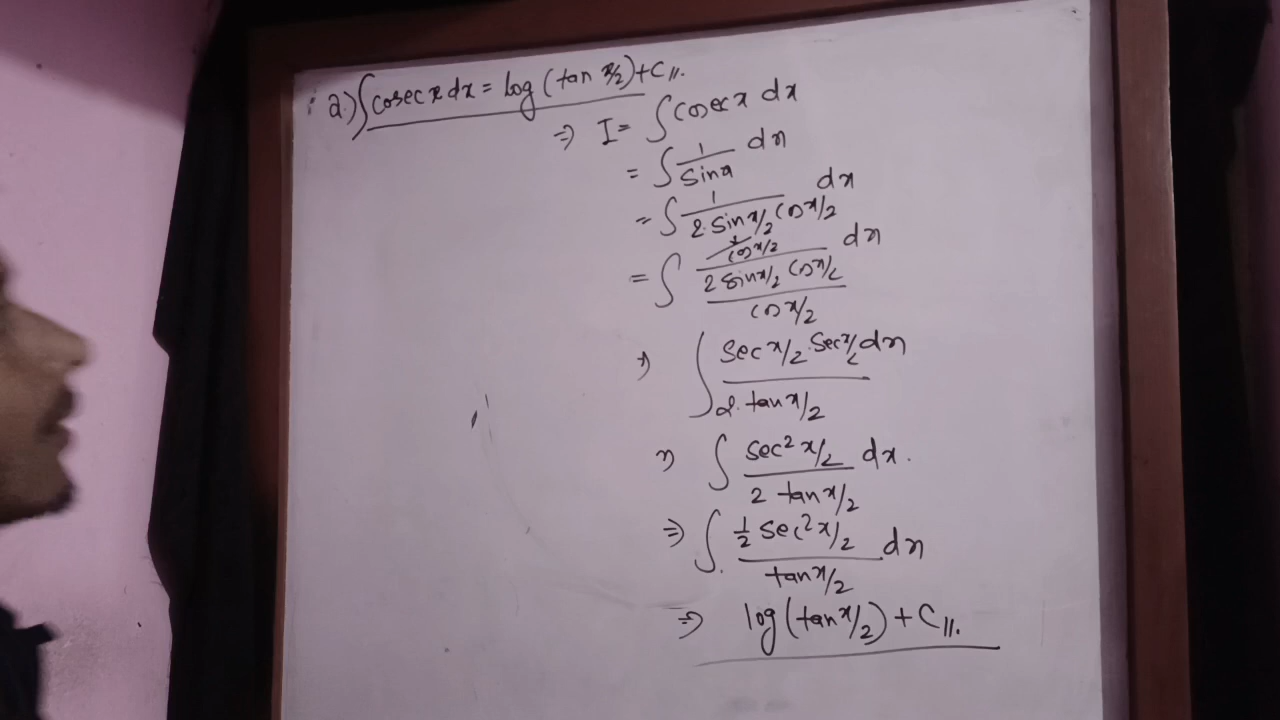 2.) ∫cosec x dx = log (tan x/2) + C//.
⇒ I = ∫cosec x dx
= ∫ 1/sinx dx
= ∫ 1/(2 sin x/2 cos x/2) dx
= ∫ (1/(cos x/2))/((2 sin x/2 cos x/2)/(cos x/2)) dx
⇒ ∫ (sec x/2 . sec x/2 dx)/(2. tan x/2)
⇒ ∫ (sec² x/2)/(2 tan x/2) dx.
⇒ ∫ (1/2 sec² x/2)/(tan x/2) dx
⇒ log (tan x/2) + C//.